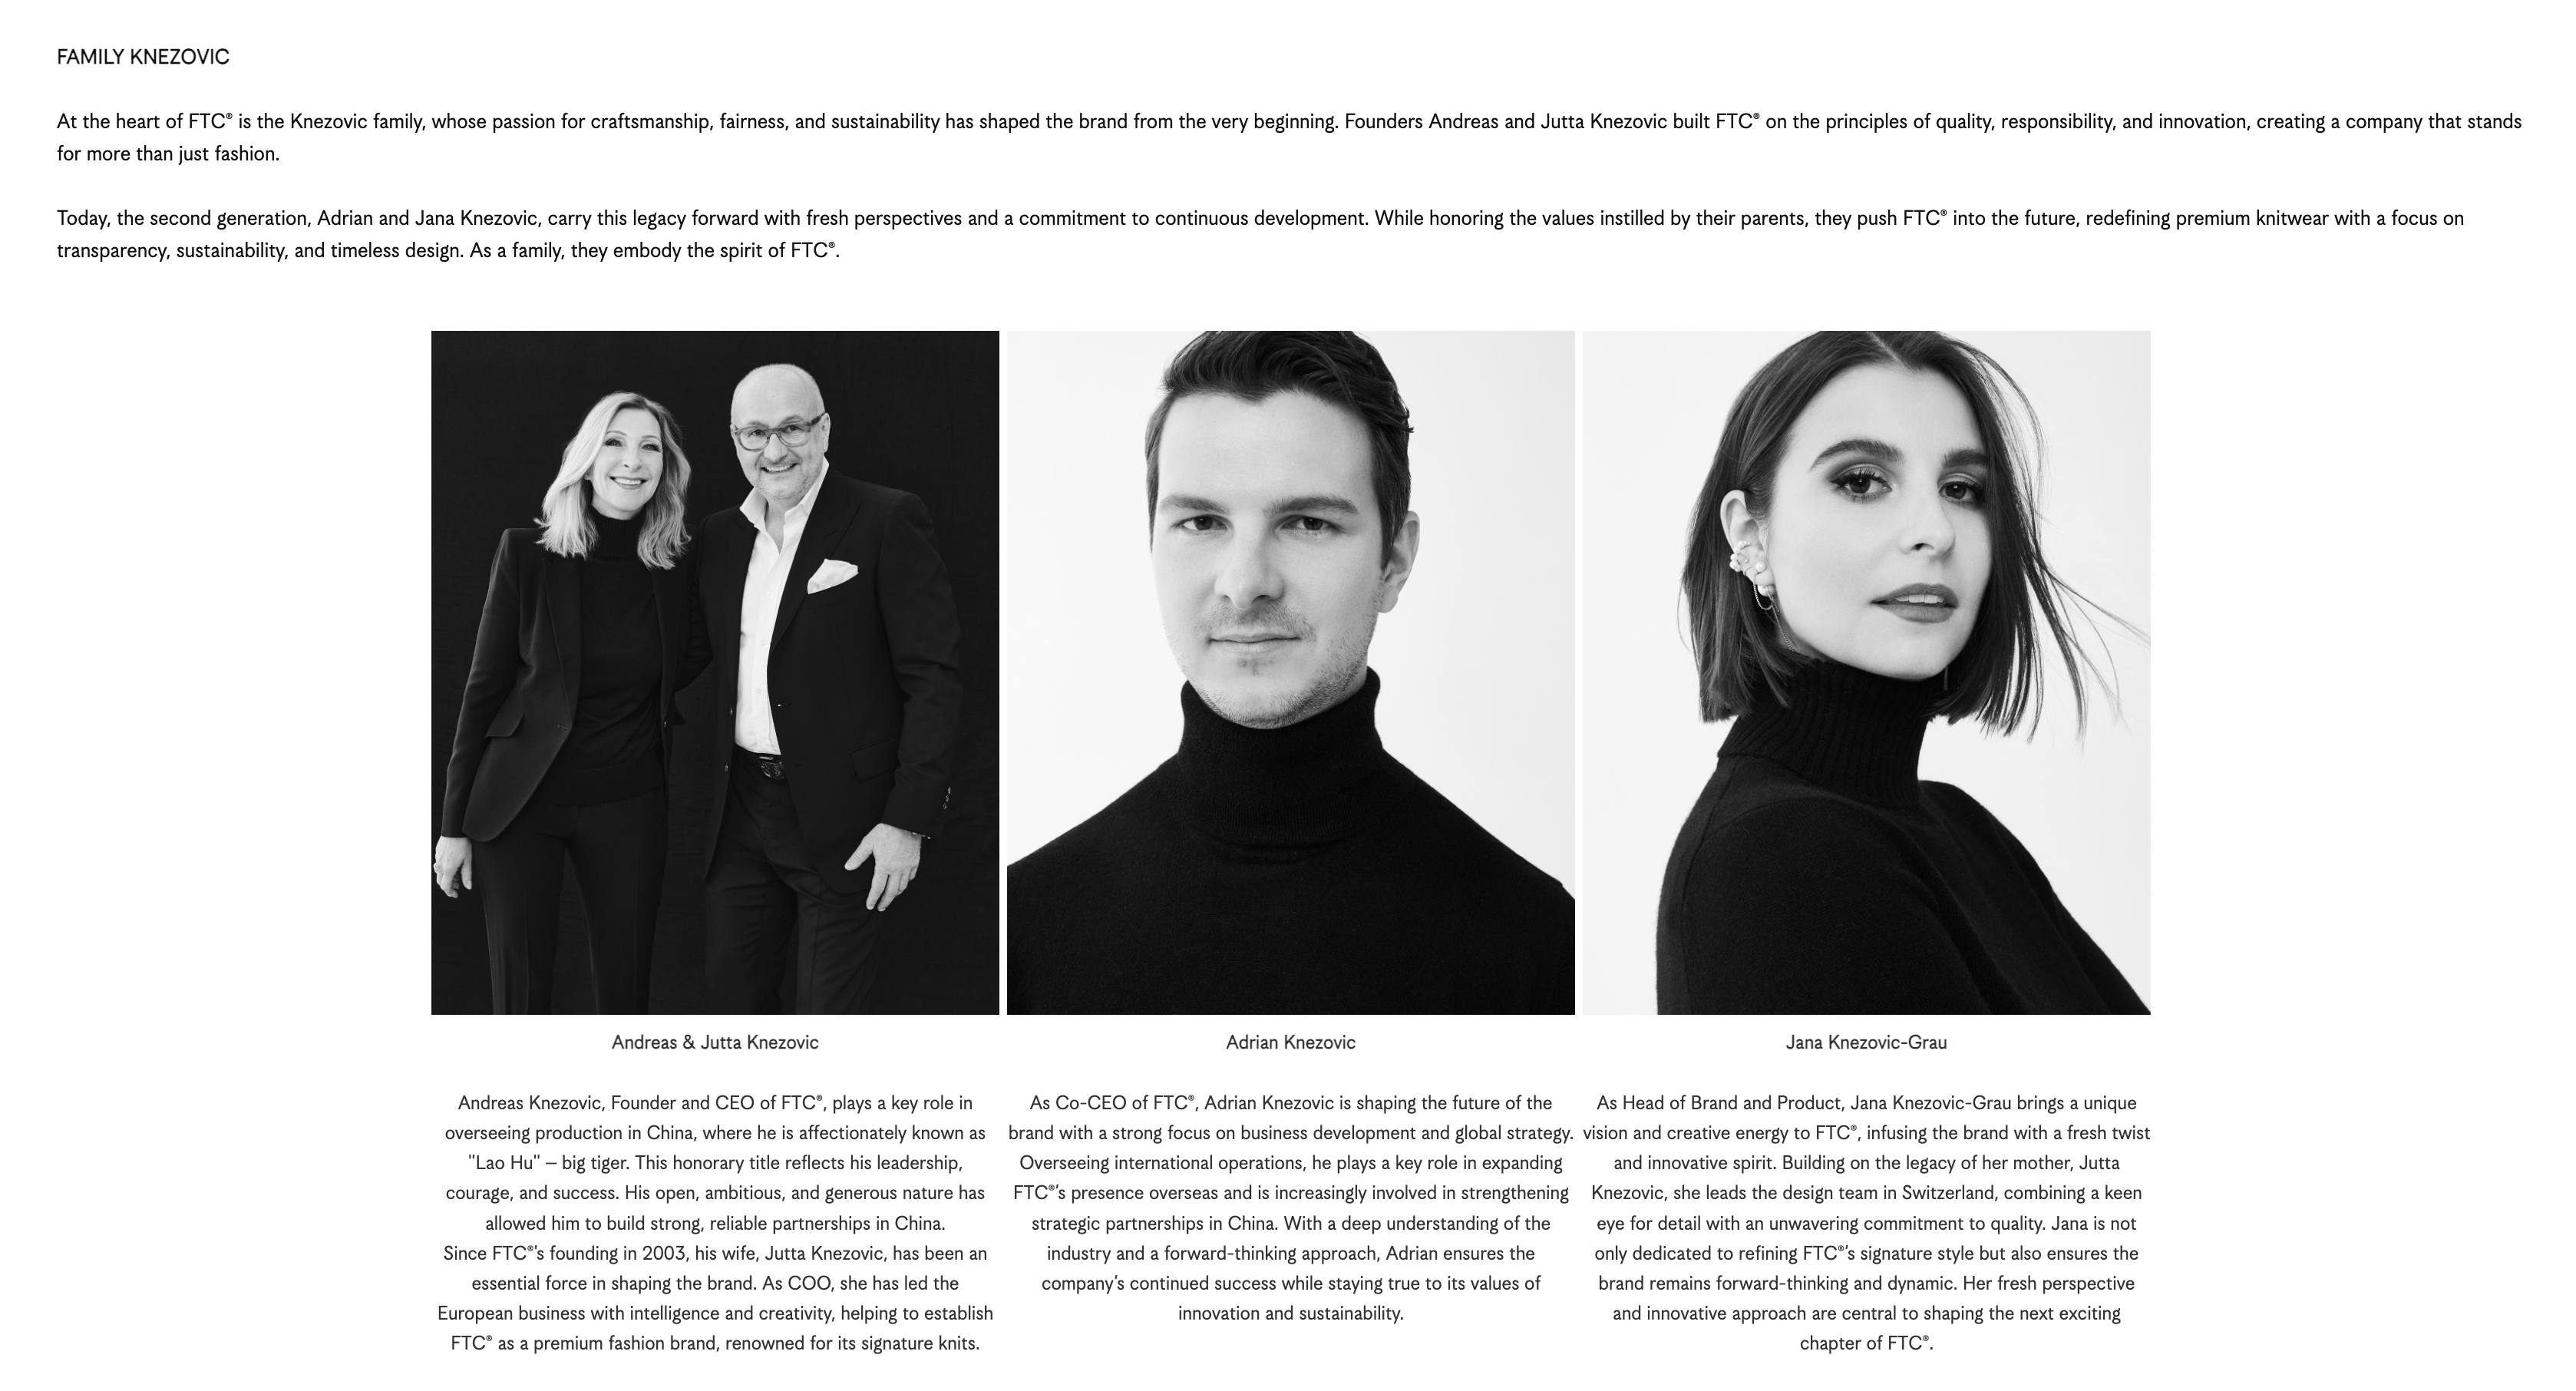 FAMILY KNEZOVIC
At the heart of FTC® is the Knezovic family, whose passion for craftsmanship, fairness, and sustainability has shaped the brand from the very beginning. Founders Andreas and Jutta Knezovic built FTC® on the principles of quality, responsibility, and innovation, creating a company that stands
for more than just fashion.
Today, the second generation, Adrian and Jana Knezovic, carry this legacy forward with fresh perspectives and a commitment to continuous development. While honoring the values instilled by their parents, they push FTC® into the future, redefining premium knitwear with a focus on
transparency, sustainability, and timeless design. As a family, they embody the spirit of FTC®.
Andreas & Jutta Knezovic
Andreas Knezovic, Founder and CEO of FTC®, plays a key role in
overseeing production in China, where he is affectionately known as
"Lao Hu" – big tiger. This honorary title reflects his leadership,
courage, and success. His open, ambitious, and generous nature has
allowed him to build strong, reliable partnerships in China.
Since FTC®'s founding in 2003, his wife, Jutta Knezovic, has been an
essential force in shaping the brand. As COO, she has led the
European business with intelligence and creativity, helping to establish
FTC® as a premium fashion brand, renowned for its signature knits.
Adrian Knezovic
As Co-CEO of FTC®, Adrian Knezovic is shaping the future of the
brand with a strong focus on business development and global strategy.
Overseeing international operations, he plays a key role in expanding
FTC®'s presence overseas and is increasingly involved in strengthening
strategic partnerships in China. With a deep understanding of the
industry and a forward-thinking approach, Adrian ensures the
company's continued success while staying true to its values of
innovation and sustainability.
Jana Knezovic-Grau
As Head of Brand and Product, Jana Knezovic-Grau brings a unique
vision and creative energy to FTC®, infusing the brand with a fresh twist
and innovative spirit. Building on the legacy of her mother, Jutta
Knezovic, she leads the design team in Switzerland, combining a keen
eye for detail with an unwavering commitment to quality. Jana is not
only dedicated to refining FTC®'s signature style but also ensures the
brand remains forward-thinking and dynamic. Her fresh perspective
and innovative approach are central to shaping the next exciting
chapter of FTC®.